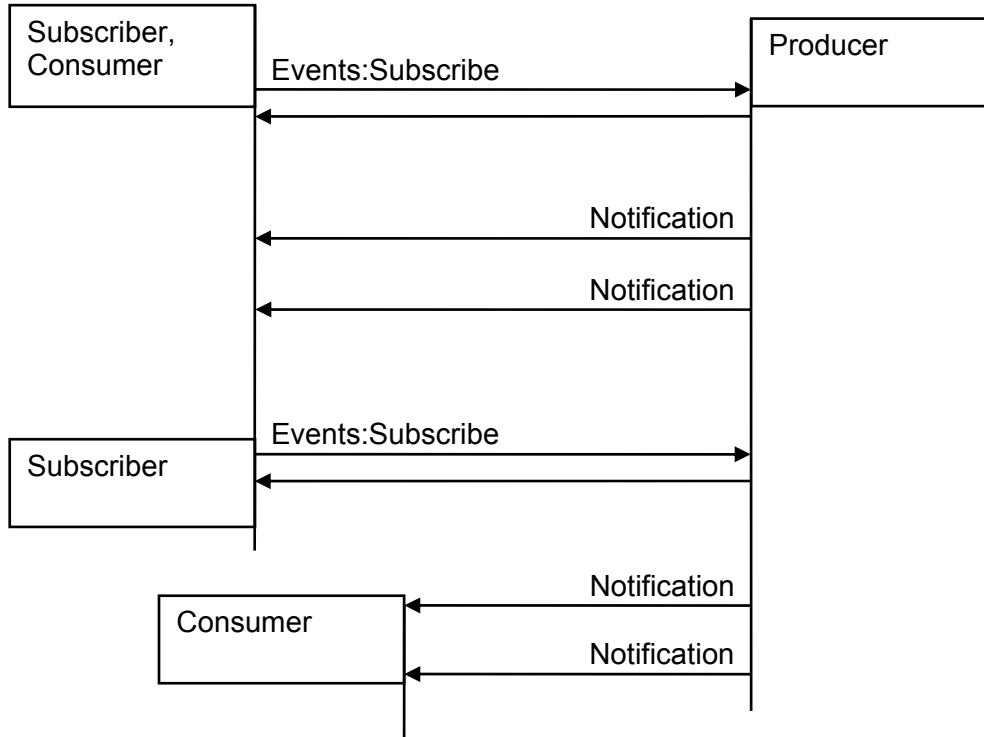 Subscriber,
Consumer
Producer
Events:Subscribe
Notification
Notification
Events:Subscribe
Subscriber
Notification
Consumer
Notification